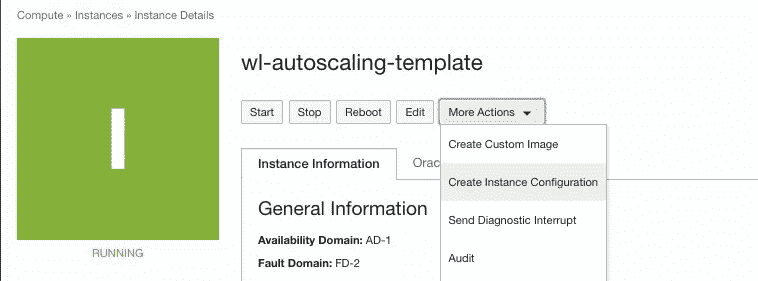 Compute » Instances » Instance Details
wl-autoscaling-template
Start Stop Reboot Edit More Actions
Create Custom Image
Instance Information Orac
Create Instance Configuration
General Information
Send Diagnostic Interrupt
Availability Domain: AD-1
RUNNING
Audit
Fault Domain: FD-2